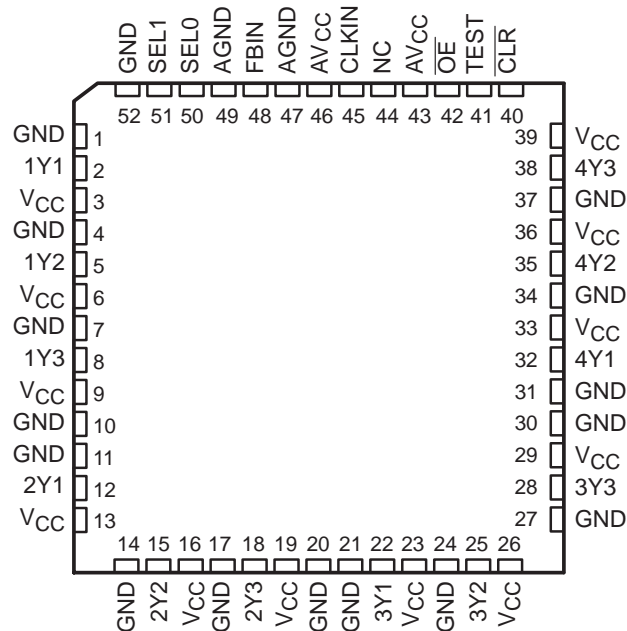 GND
SEL1
SEL0
AGND
FBIN
AGND
AVCC
CLKIN
NC
AVCC
OE
TEST
CLR
52 51 50 49 48 47 46 45 44 43 42 41 40
GND 1
1Y1 2
VCC 3
GND 4
1Y2 5
VCC 6
GND 7
1Y3 8
VCC 9
GND 10
GND 11
2Y1 12
VCC 13
39 VCC
38 4Y3
37 GND
36 VCC
35 4Y2
34 GND
33 VCC
32 4Y1
31 GND
30 GND
29 VCC
28 3Y3
27 GND
14 15 16 17 18 19 20 21 22 23 24 25 26
GND
2Y2
VCC
GND
2Y3
VCC
GND
GND
3Y1
VCC
GND
3Y2
VCC